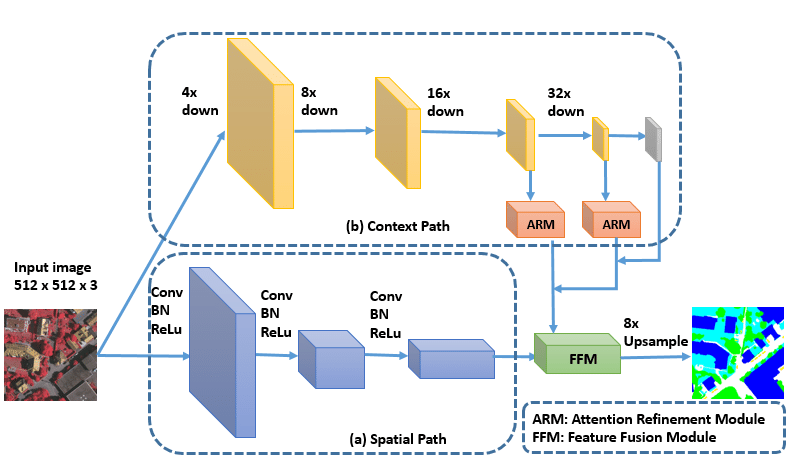 4x
down
8x
down
16x
down
32x
down
ARM
ARM
(b) Context Path
Input image
512 x 512 x 3
Conv
BN
ReLu
Conv
BN
ReLu
Conv
BN
ReLu
FFM
8x
Upsample
(a) Spatial Path
ARM: Attention Refinement Module
FFM: Feature Fusion Module